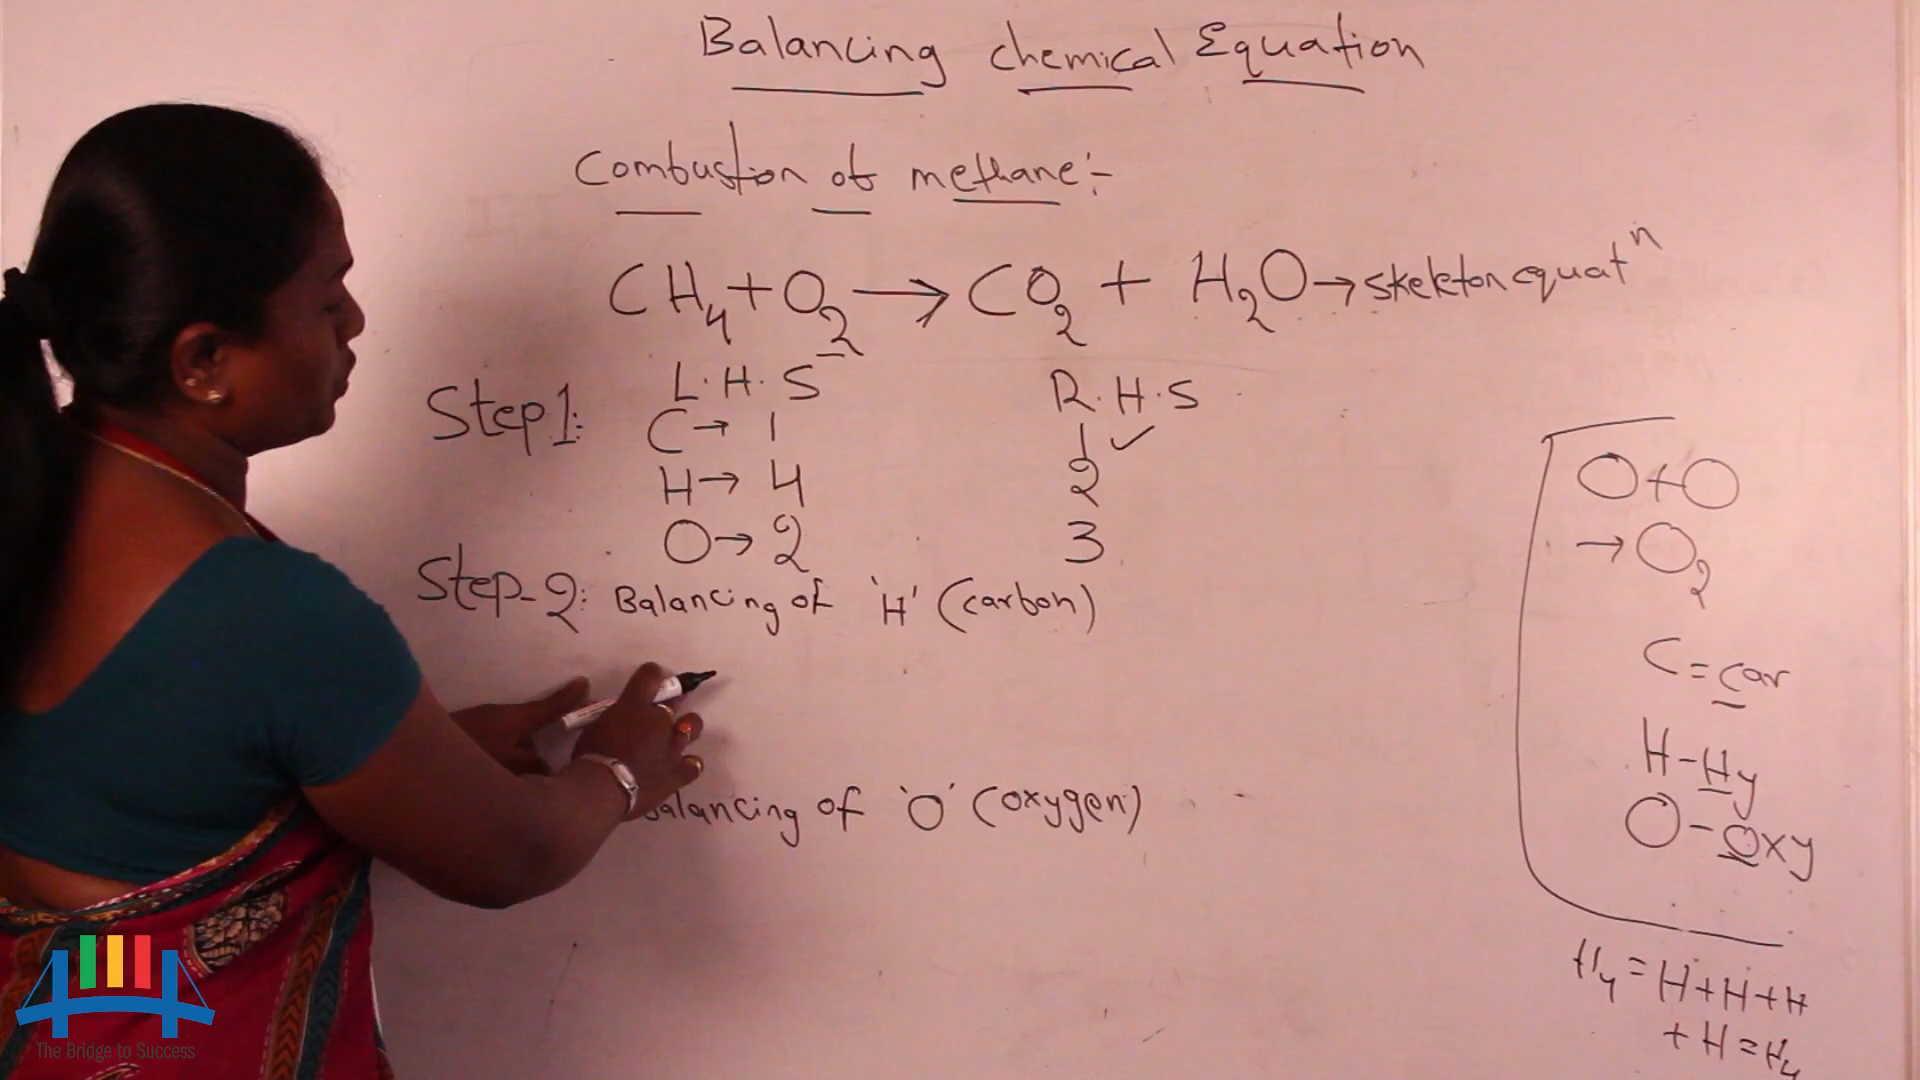 Balancing chemical Equation
Combustion of methane:-
CH₄ + O₂ → CO₂ + H₂O → skeleton equatⁿ
L.H.S R.H.S
Step 1:
C → 1 1 ✓
H → 4 2
O → 2 3
Step-2: Balancing of 'H' (carbon)
Balancing of 'O' (oxygen)
O + O
→ O₂
C = car
H - Hy
O - Oxy
H₄ = H + H + H
+ H = H₄
The Bridge to Success